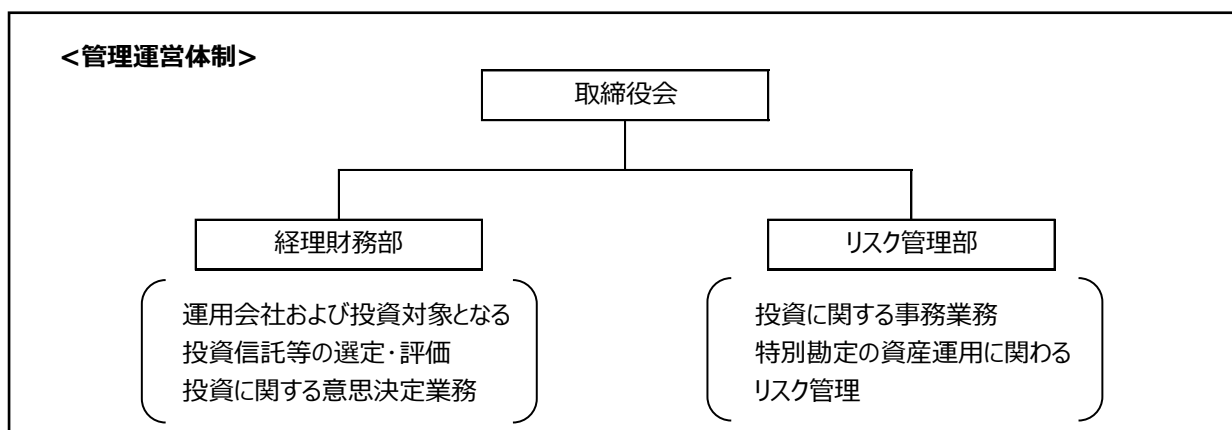 <管理運営体制>
取締役会
経理財務部
運用会社および投資対象となる
投資信託等の選定・評価
投資に関する意思決定業務
リスク管理部
投資に関する事務業務
特別勘定の資産運用に関わる
リスク管理